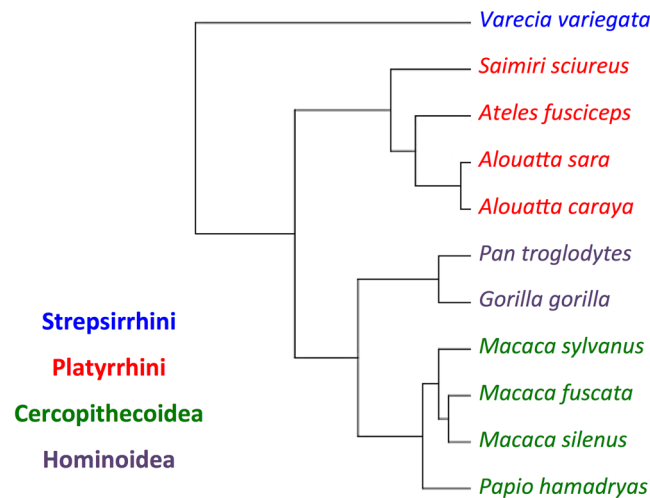 Varecia variegata
Saimiri sciureus
Ateles fusciceps
Alouatta sara
Alouatta caraya
Pan troglodytes
Gorilla gorilla
Macaca sylvanus
Macaca fuscata
Macaca silenus
Papio hamadryas
Strepsirrhini
Platyrrhini
Cercopithecoidea
Hominoidea